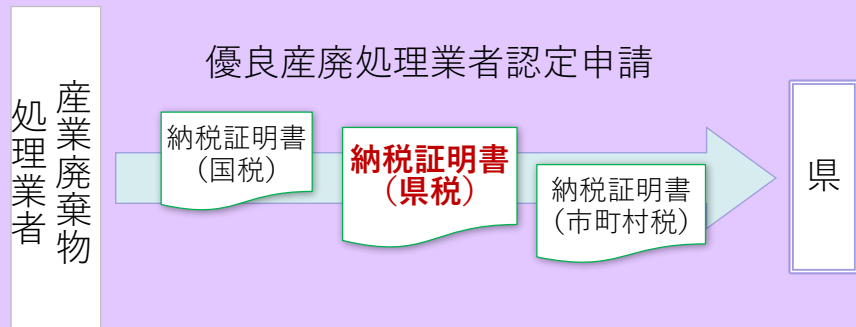 優良産廃処理業者認定申請
産業廃棄物
処理業者
納税証明書
（国税）
納税証明書
（県税）
納税証明書
（市町村税）
県